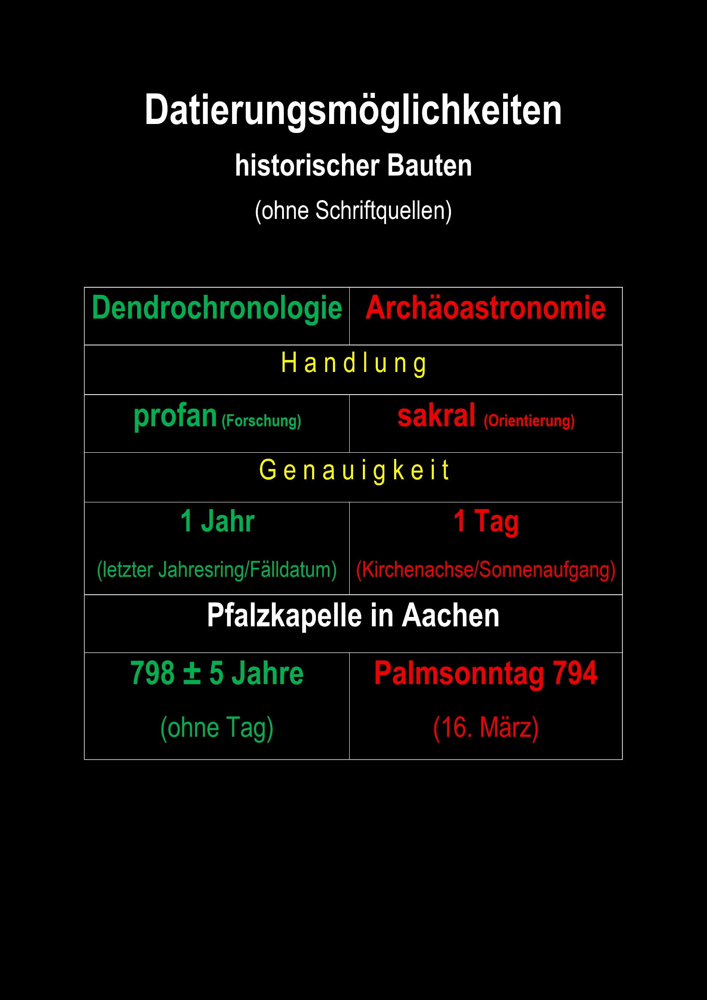 Datierungsmöglichkeiten
historischer Bauten
(ohne Schriftquellen)
Dendrochronologie Archäoastronomie
Handlung
profan (Forschung) sakral (Orientierung)
Genauigkeit
1 Jahr 1 Tag
(letzter Jahresring/Fälldatum) (Kirchenachse/Sonnenaufgang)
Pfalzkapelle in Aachen
798 ± 5 Jahre Palmsonntag 794
(ohne Tag) (16. März)